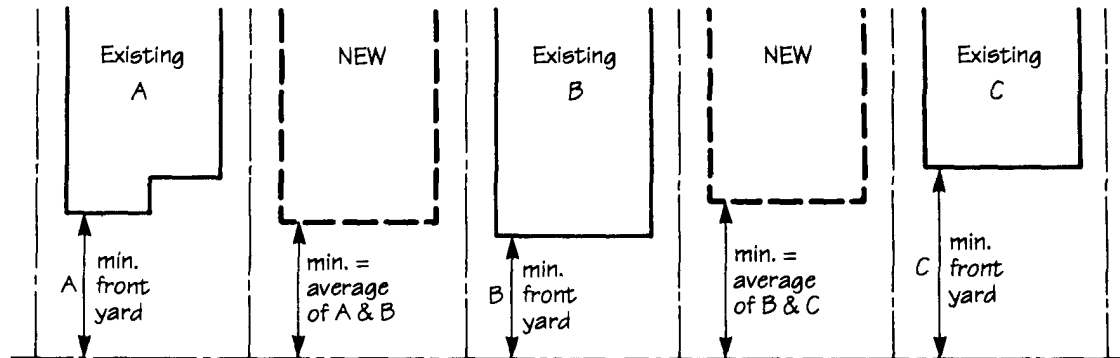 Existing
A
NEW
Existing
B
NEW
Existing
C
A
min.
front
yard
min. =
average
of A & B
B
min.
front
yard
min. =
average
of B & C
C
min.
front
yard